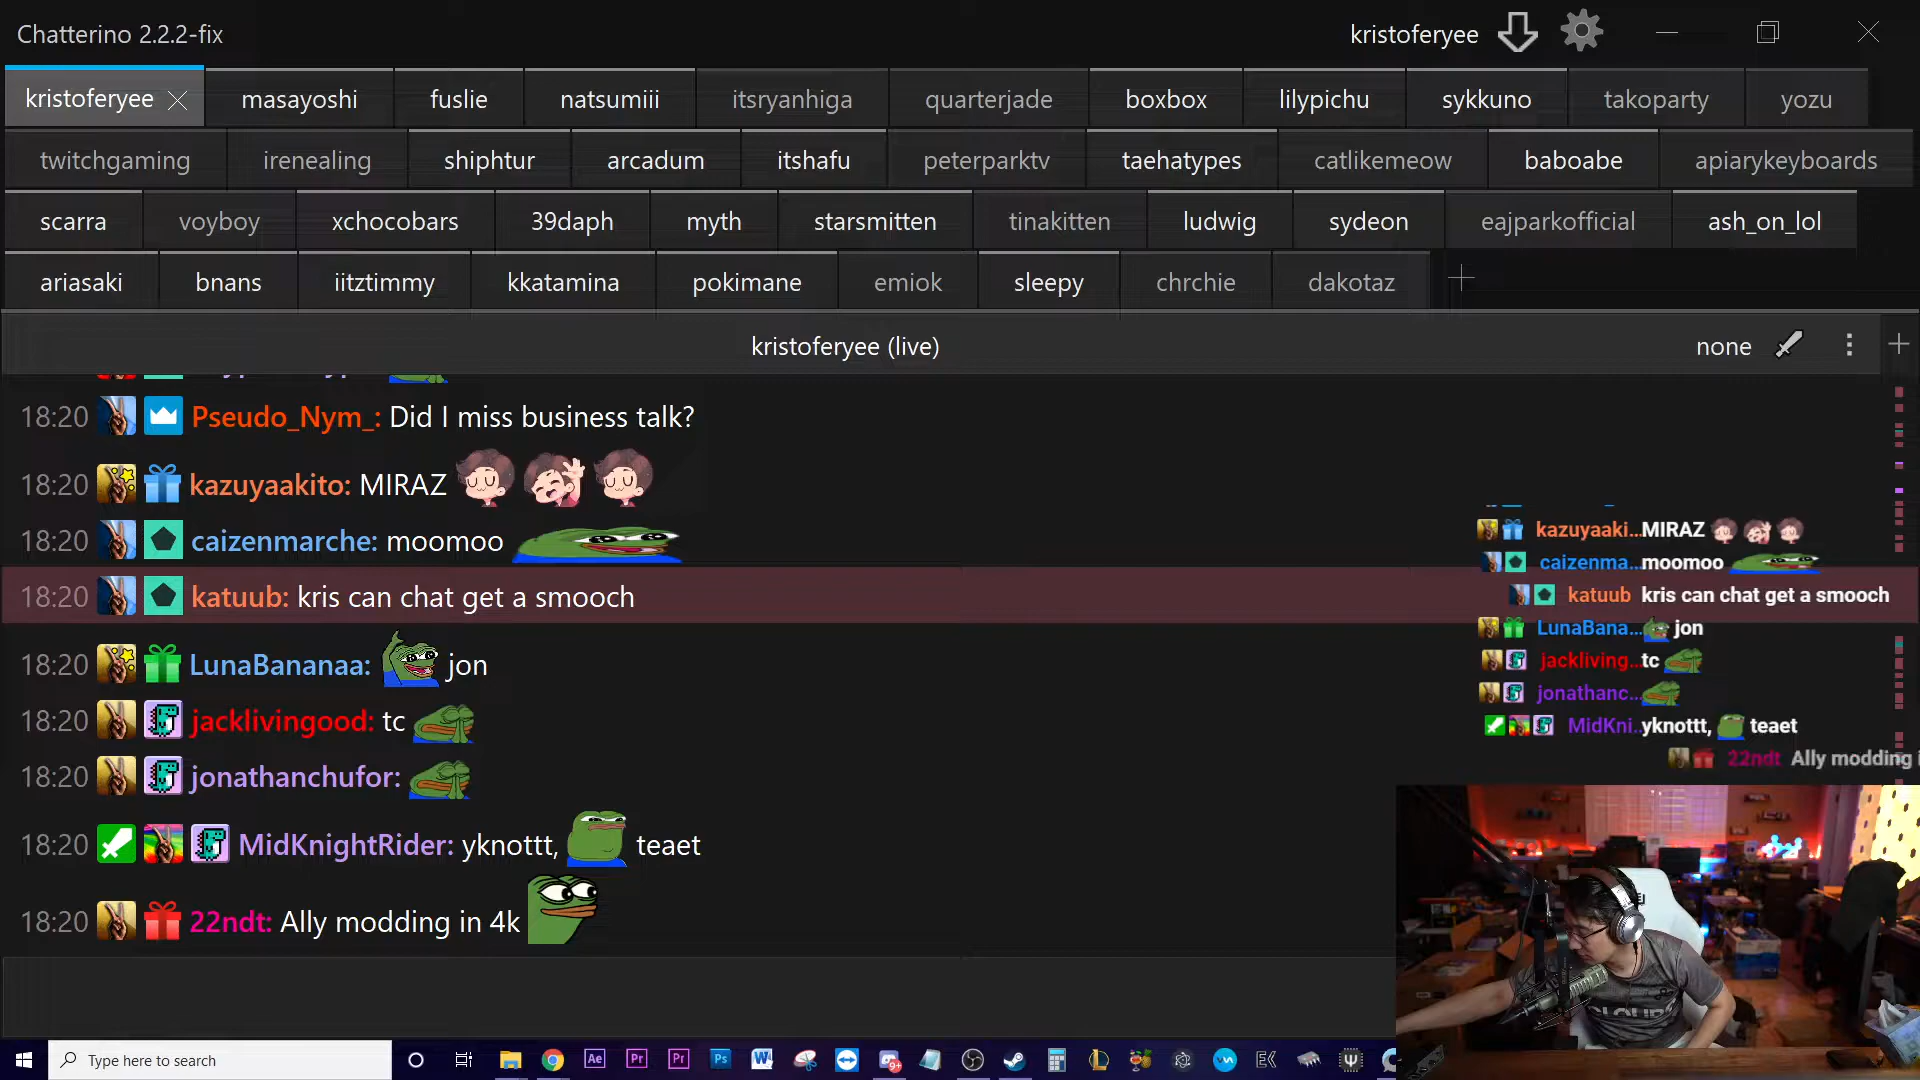 Chatterino 2.2.2-fix
kristoferyee
kristoferyee masayoshi fuslie natsumiii itsryanhiga quarterjade boxbox lilypichu sykkuno takoparty yozu
twitchgaming irenealing shiphtur arcadum itshafu peterparktv taehatypes catlikemeow baboabe apiarykeyboards
scarra voyboy xchocobars 39daph myth starsmitten tinakitten ludwig sydeon eajparkofficial ash_on_lol
ariasaki bnans iitztimmy kkatamina pokimane emiok sleepy chrchie dakotaz
kristoferyee (live)
none
18:20 Pseudo_Nym_: Did I miss business talk?
18:20 kazuyaakito: MIRAZ
18:20 caizenmarche: moomoo
18:20 katuub: kris can chat get a smooch
18:20 LunaBananaa: jon
18:20 jacklivingood: tc
18:20 jonathanchufor:
18:20 MidKnightRider: yknottt, teaet
18:20 22ndt: Ally modding in 4k
kazuyaaki...MIRAZ
caizenma...moomoo
katuub kris can chat get a smooch
LunaBana... jon
jackliving...tc
jonathanc...
MidKni...yknottt, teaet
22ndt Ally modding i
Type here to search
Ae Pr Pr Ps W 9+ EK